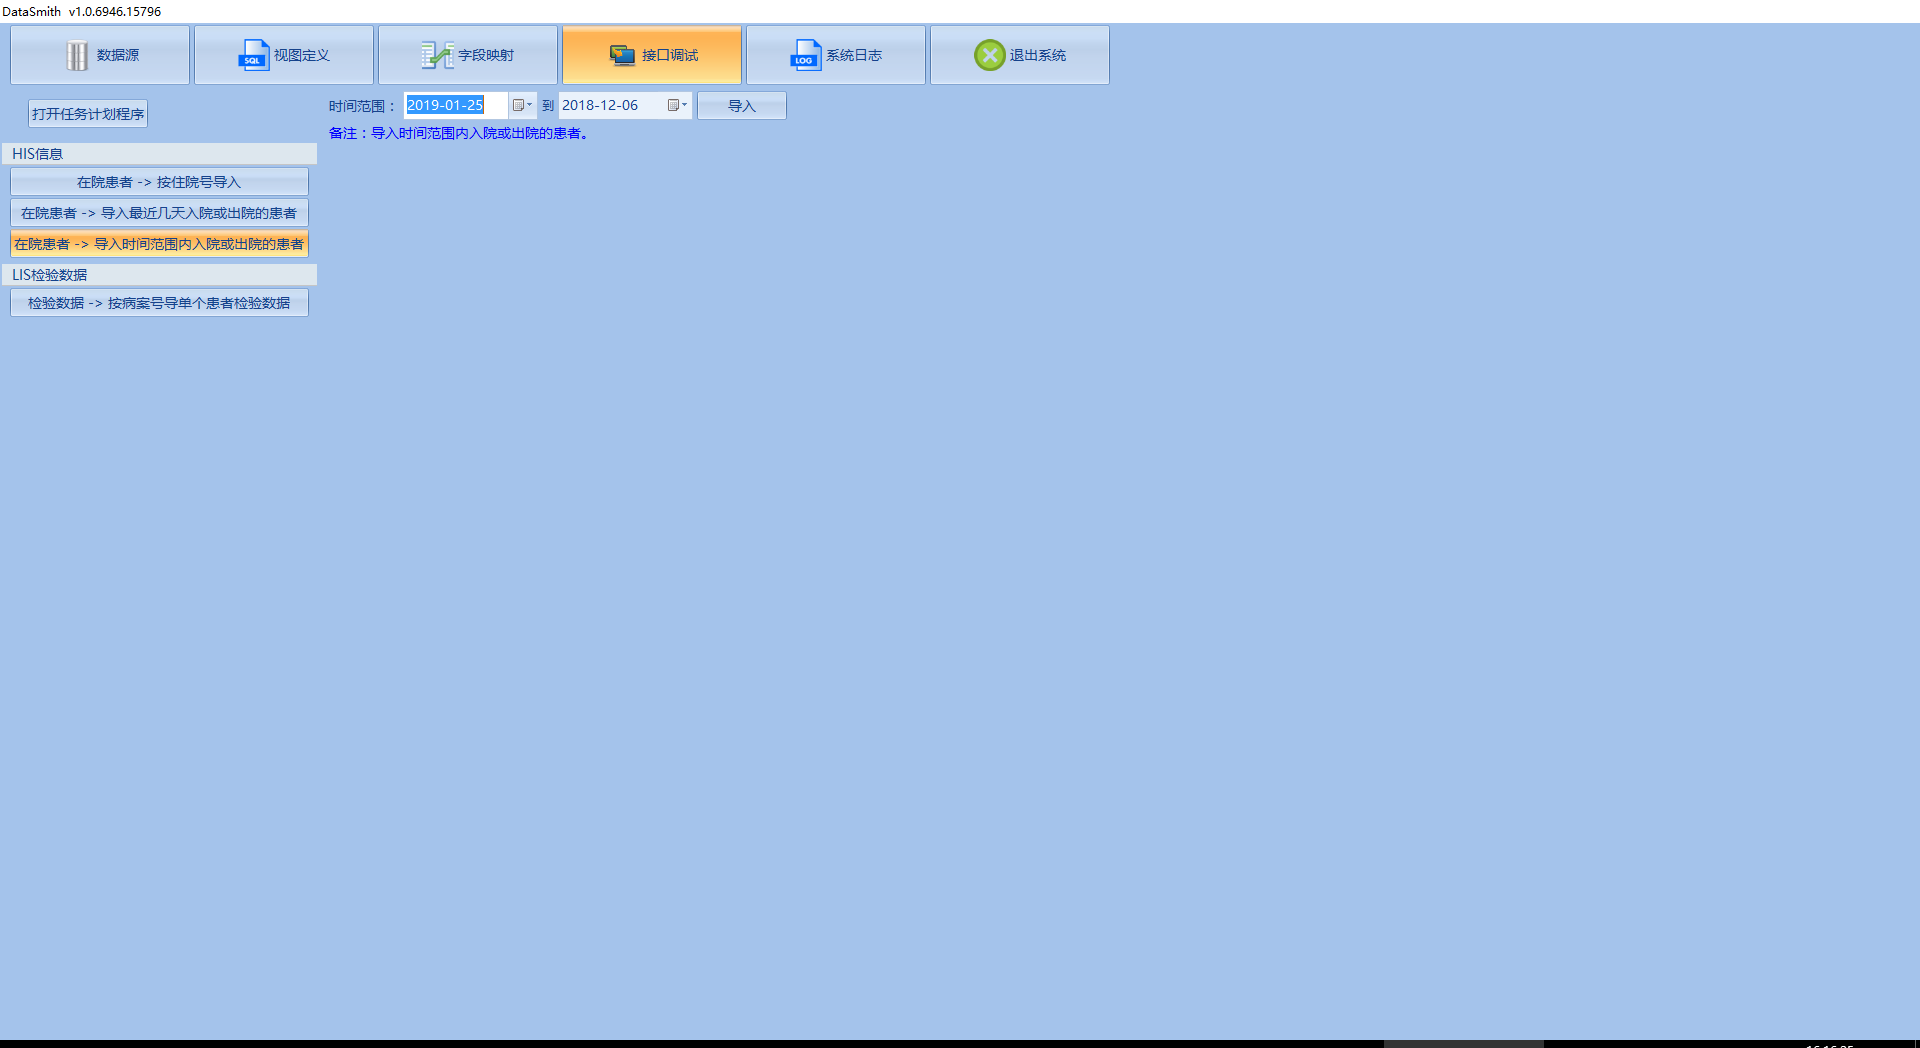 DataSmith v1.0.6946.15796
数据源 SQL 视图定义 字段映射 接口调试 LOG 系统日志 退出系统
打开任务计划程序
时间范围： 2019-01-25 到 2018-12-06 导入
备注：导入时间范围内入院或出院的患者。
HIS信息
在院患者 -> 按住院号导入
在院患者 -> 导入最近几天入院或出院的患者
在院患者 -> 导入时间范围内入院或出院的患者
LIS检验数据
检验数据 -> 按病案号导单个患者检验数据